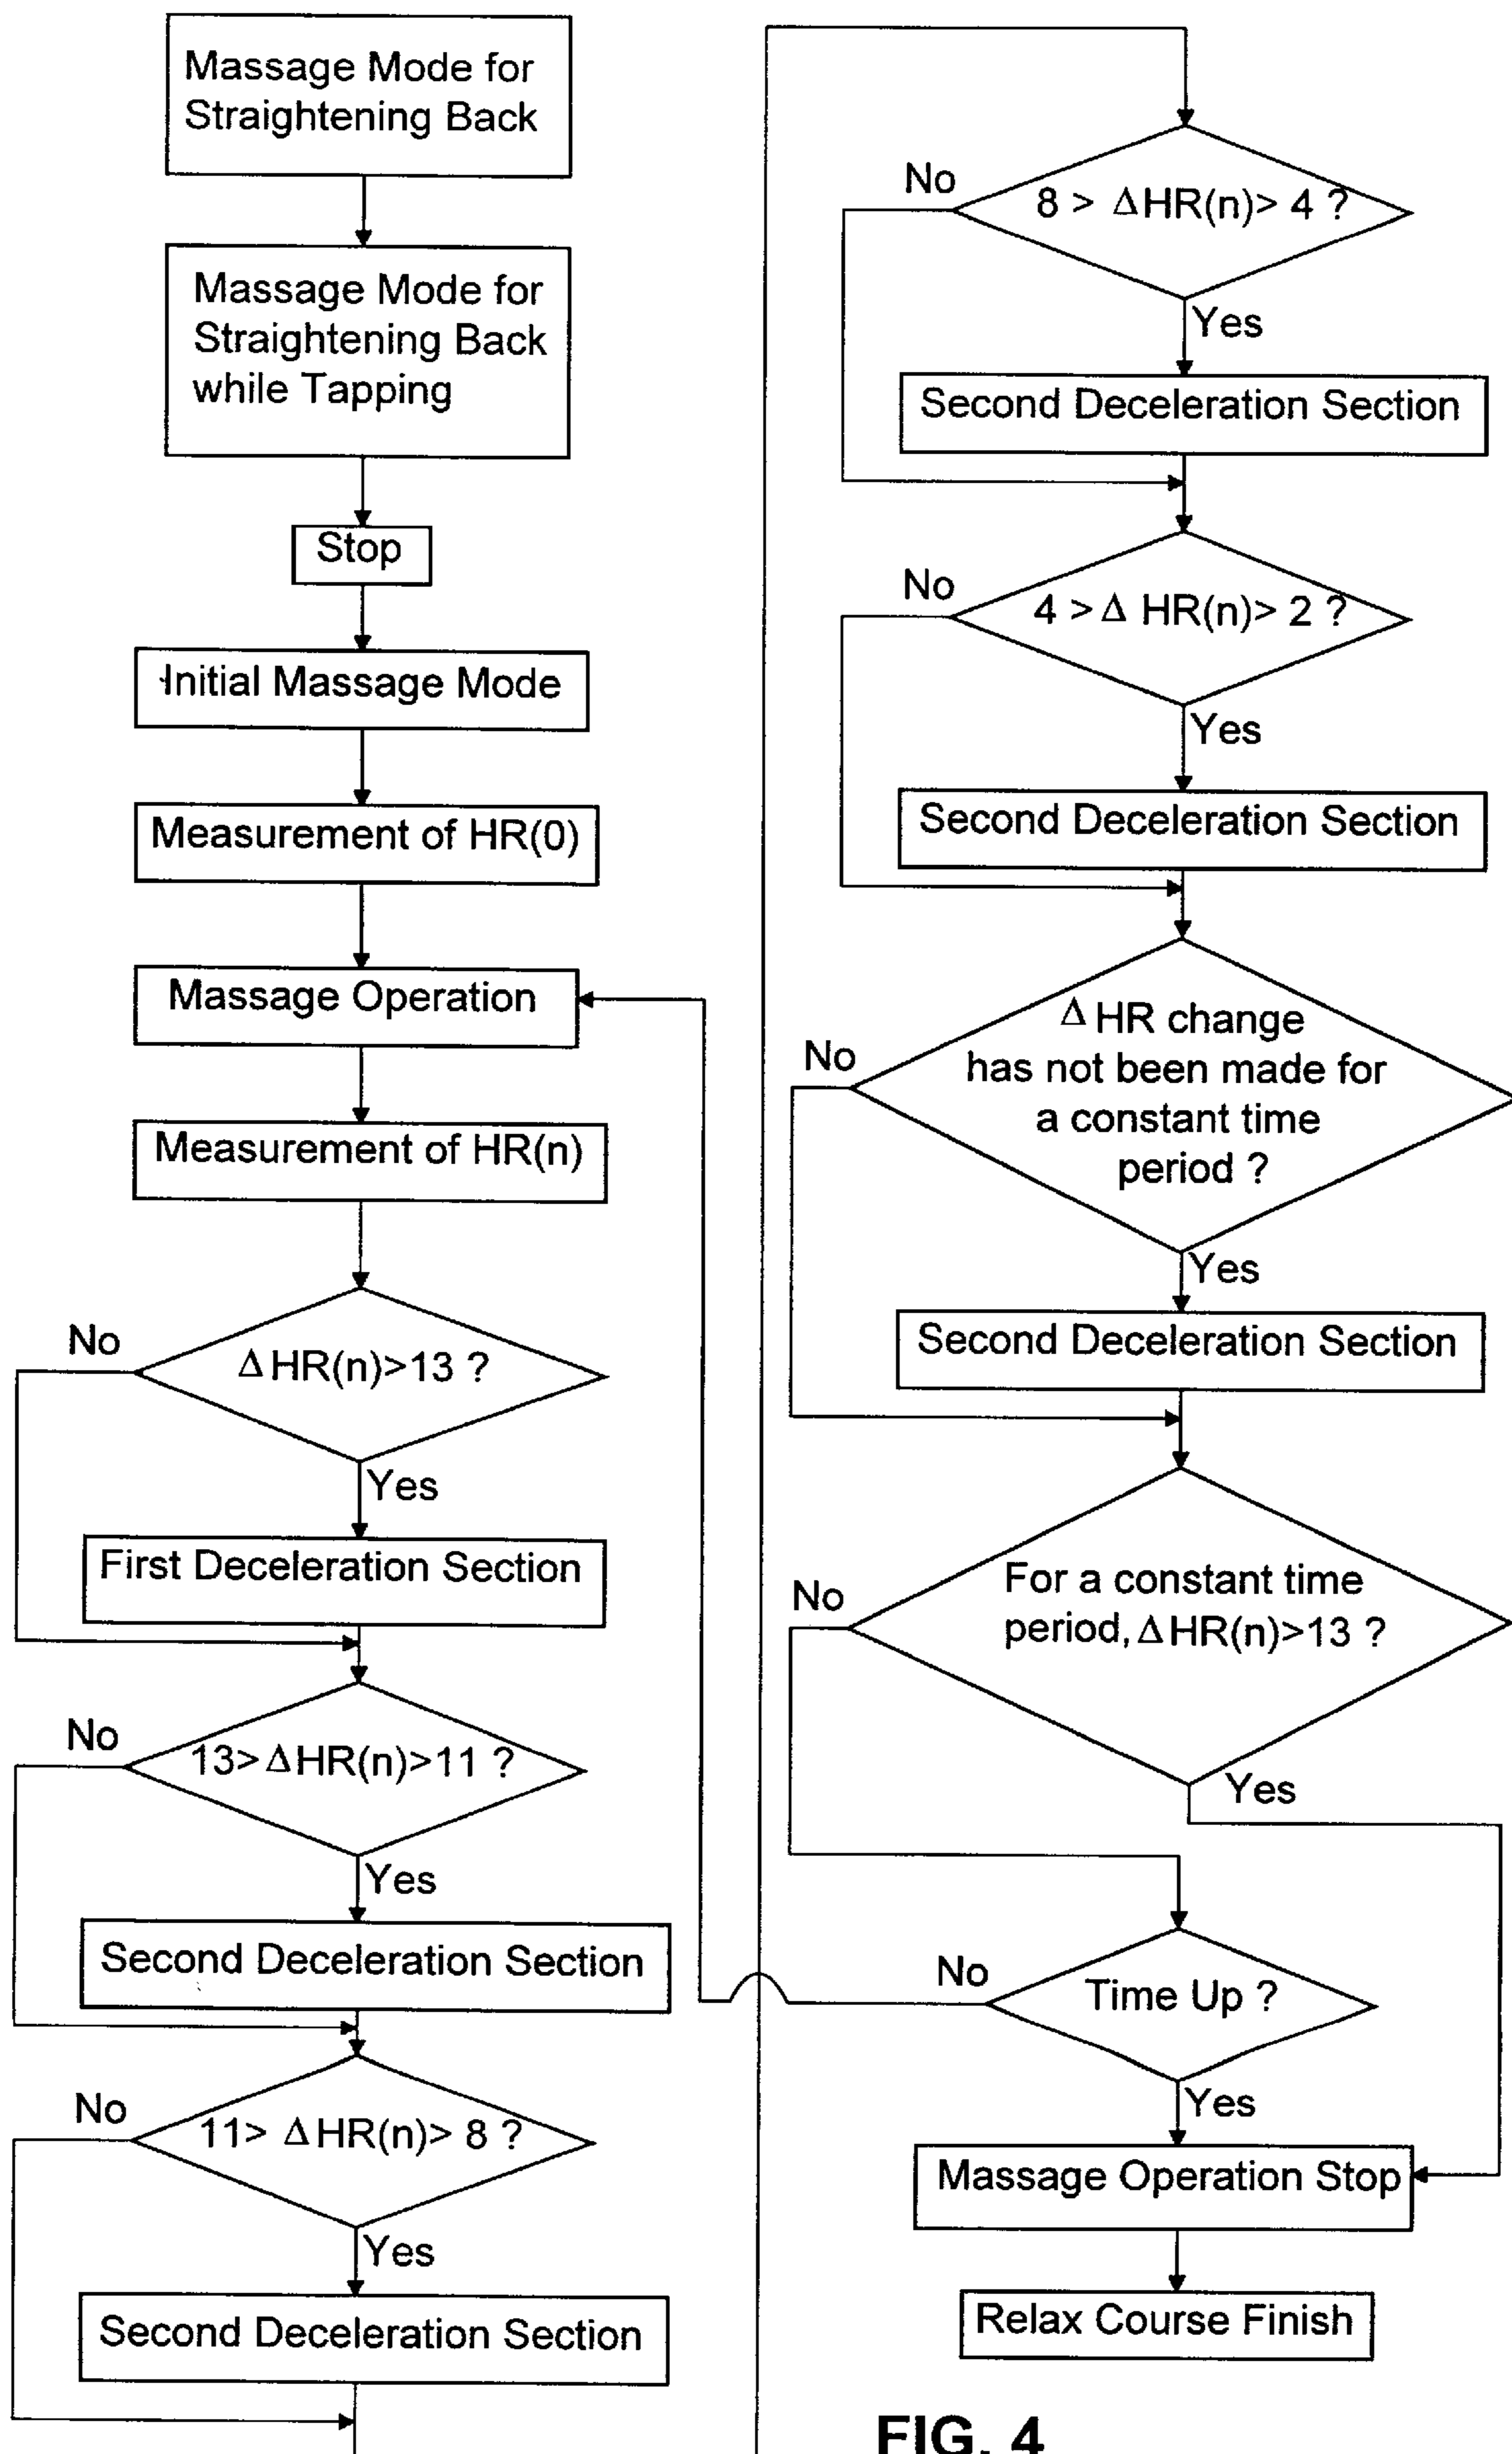 Massage Mode for
Straightening Back
Massage Mode for
Straightening Back
while Tapping
Stop
Initial Massage Mode
Measurement of HR(0)
Massage Operation
Measurement of HR(n)
No
ΔHR(n)>13 ?
Yes
First Deceleration Section
No
13>ΔHR(n)>11 ?
Yes
Second Deceleration Section
No
11> ΔHR(n)> 8 ?
Yes
Second Deceleration Section
No
8 > ΔHR(n)> 4 ?
Yes
Second Deceleration Section
No
4 >Δ HR(n)> 2 ?
Yes
Second Deceleration Section
No
Δ HR change
has not been made for
a constant time
period ?
Yes
Second Deceleration Section
No
For a constant time
period, ΔHR(n)>13 ?
Yes
No
Time Up ?
Yes
Massage Operation Stop
Relax Course Finish
FIG. 4